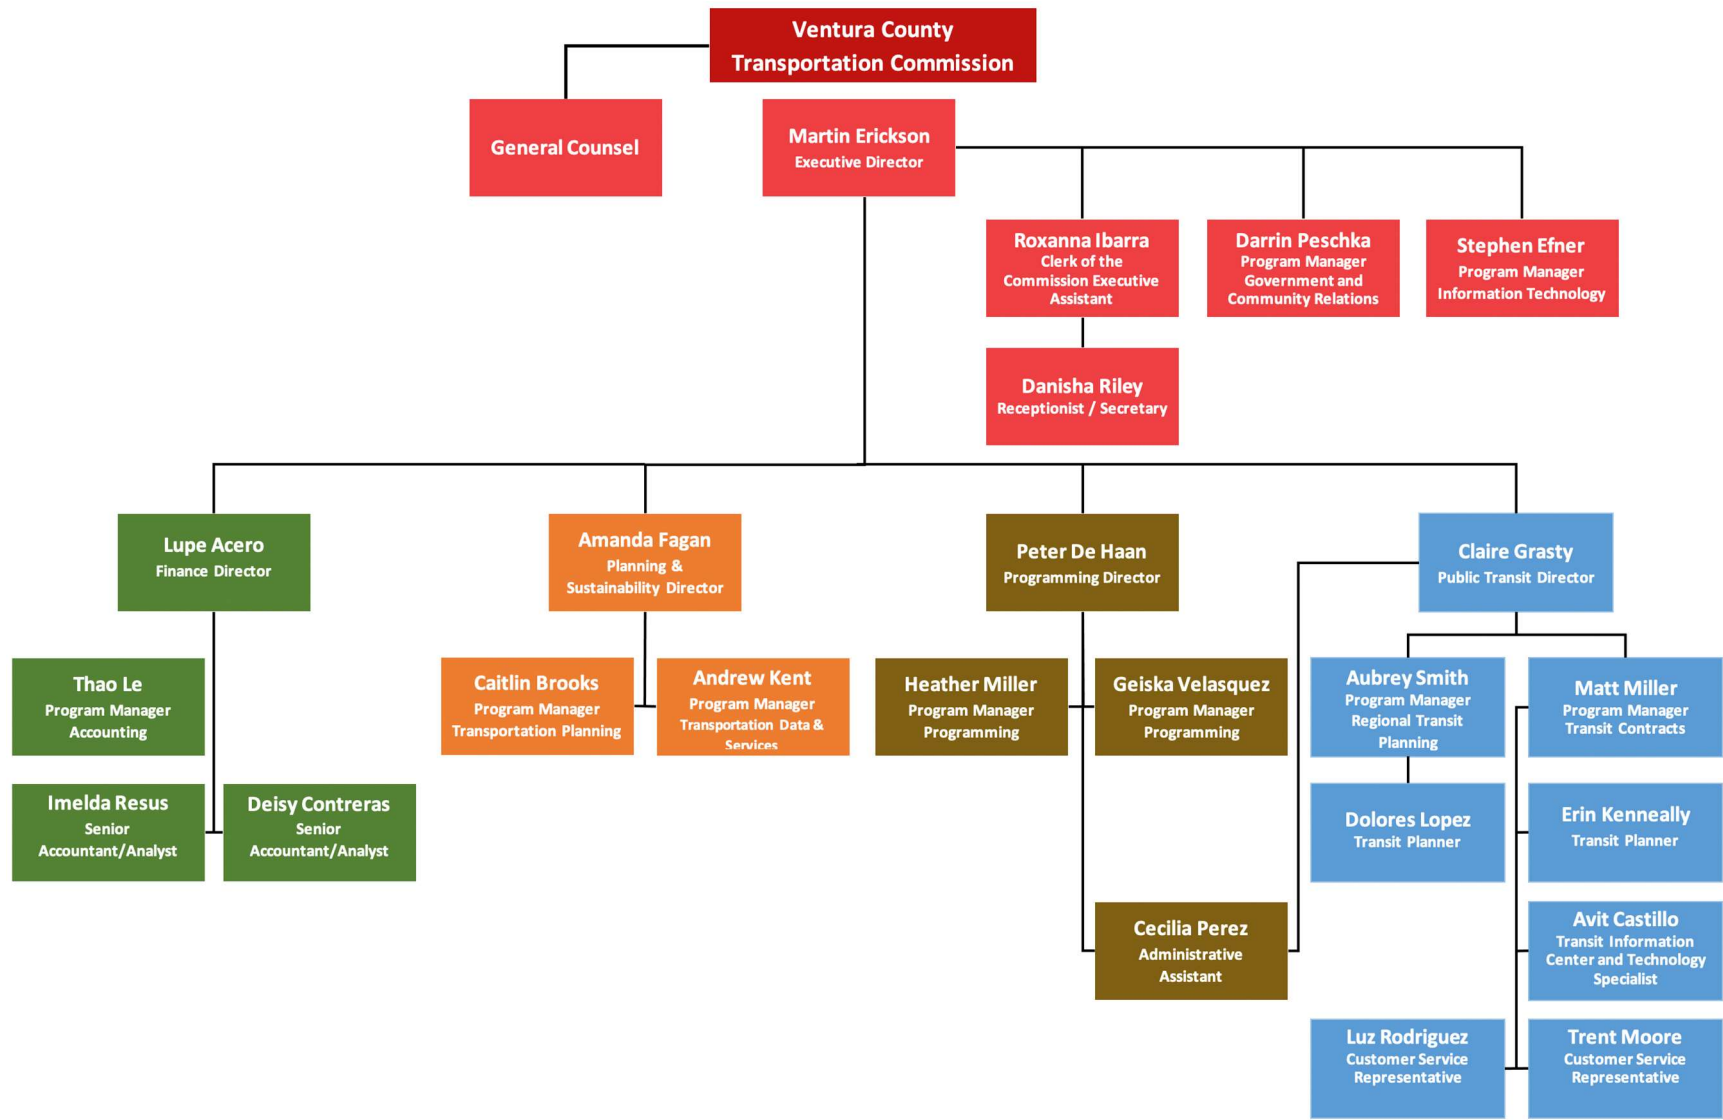 Ventura County
Transportation Commission
General Counsel
Martin Erickson
Executive Director
Roxanna Ibarra
Clerk of the
Commission Executive
Assistant
Darrin Peschka
Program Manager
Government and
Community Relations
Stephen Efner
Program Manager
Information Technology
Danisha Riley
Receptionist / Secretary
Lupe Acero
Finance Director
Amanda Fagan
Planning &
Sustainability Director
Peter De Haan
Programming Director
Claire Grasty
Public Transit Director
Thao Le
Program Manager
Accounting
Caitlin Brooks
Program Manager
Transportation Planning
Andrew Kent
Program Manager
Transportation Data &
Services
Heather Miller
Program Manager
Programming
Geiska Velasquez
Program Manager
Programming
Aubrey Smith
Program Manager
Regional Transit
Planning
Matt Miller
Program Manager
Transit Contracts
Imelda Resus
Senior
Accountant/Analyst
Deisy Contreras
Senior
Accountant/Analyst
Dolores Lopez
Transit Planner
Erin Kenneally
Transit Planner
Cecilia Perez
Administrative
Assistant
Avit Castillo
Transit Information
Center and Technology
Specialist
Luz Rodriguez
Customer Service
Representative
Trent Moore
Customer Service
Representative